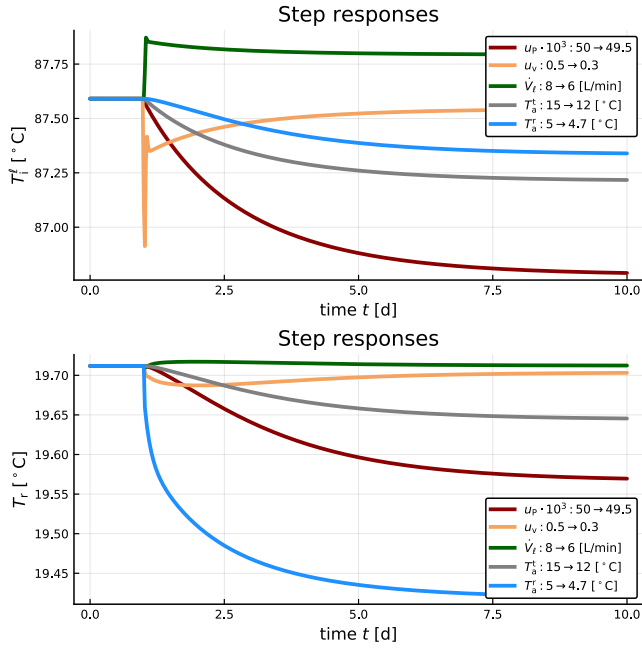 Step responses
87.75
87.50
87.25
87.00
T_i^ℓ [°C]
u_P · 10³ : 50 → 49.5
u_v : 0.5 → 0.3
V̇_ℓ : 8 → 6 [L/min]
T_a^t : 15 → 12 [°C]
T_a^r : 5 → 4.7 [°C]
0.0 2.5 5.0 7.5 10.0
time t [d]
Step responses
19.70
19.65
19.60
19.55
19.50
19.45
T_r [°C]
u_P · 10³ : 50 → 49.5
u_v : 0.5 → 0.3
V̇_ℓ : 8 → 6 [L/min]
T_a^t : 15 → 12 [°C]
T_a^r : 5 → 4.7 [°C]
0.0 2.5 5.0 7.5 10.0
time t [d]